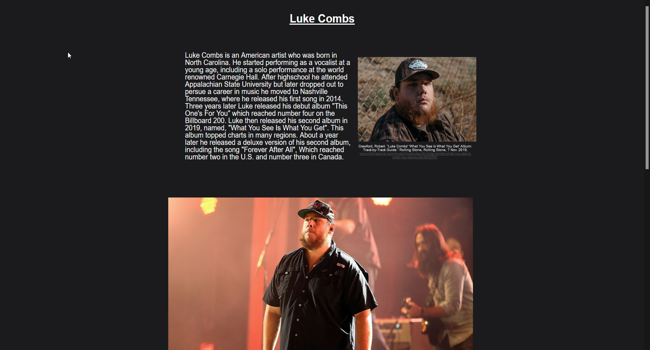 Luke Combs
Luke Combs is an American artist who was born in
North Carolina. He started performing as a vocalist at a
young age, including a solo performance at the world
renowned Carnegie Hall. After highschool he attended
Appalachian State University but later dropped out to
persue a career in music he moved to Nashville
Tennessee, where he released his first song in 2014.
Three years later Luke released his debut album "This
One's For You" which reached number four on the
Billboard 200. Luke then released his second album in
2019, named, "What You See Is What You Get". This
album topped charts in many regions. About a year
later he released a deluxe version of his second album,
including the song "Forever After All", Which reached
number two in the U.S. and number three in Canada.
Crawford, Robert. "Luke Combs' 'What You See Is What You Get' Album:
Track-by-Track Guide." Rolling Stone, Rolling Stone, 7 Nov. 2019,